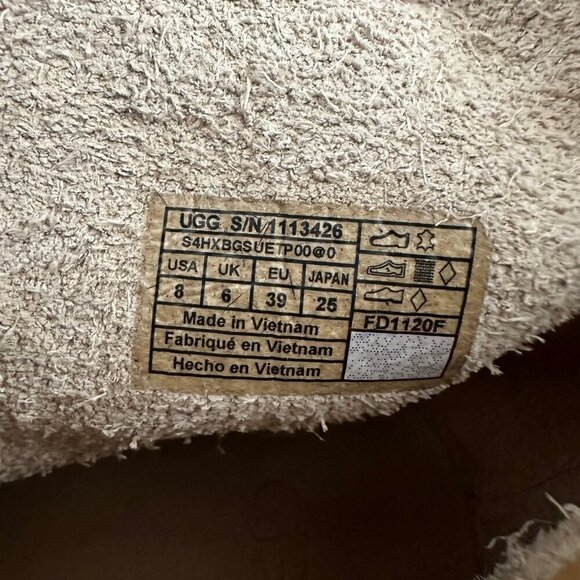 UGG S/N 1113426
S4HXBGSUETP00@0
USA UK EU JAPAN
8 6 39 25
Made in Vietnam FD1120F
Fabriqué en Vietnam
Hecho en Vietnam